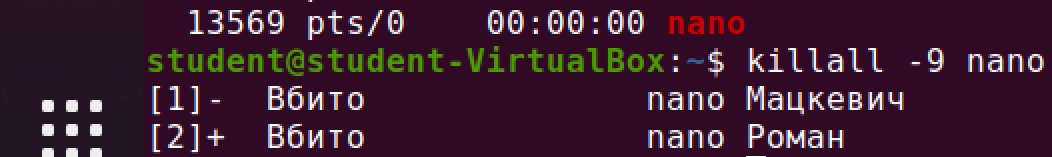 13569 pts/0    00:00:00 nano
student@student-VirtualBox:~$ killall -9 nano
[1]-  Вбито                 nano Мацкевич
[2]+  Вбито                 nano Роман